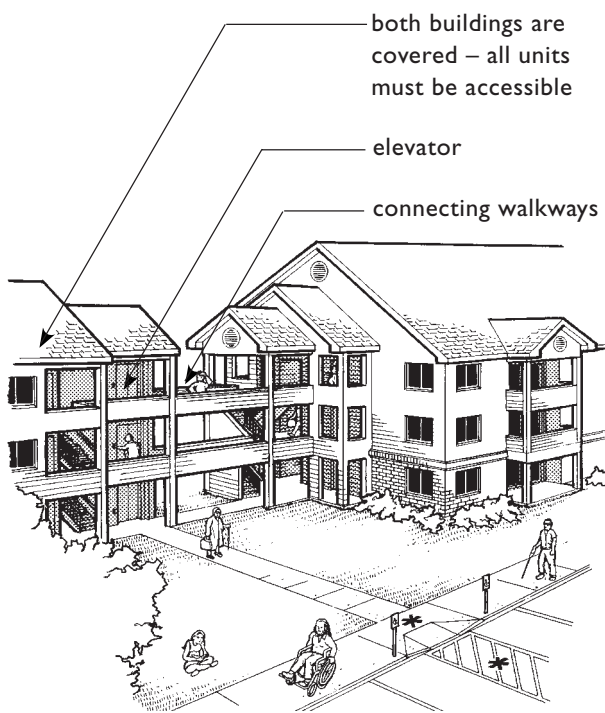 both buildings are
covered – all units
must be accessible
elevator
connecting walkways